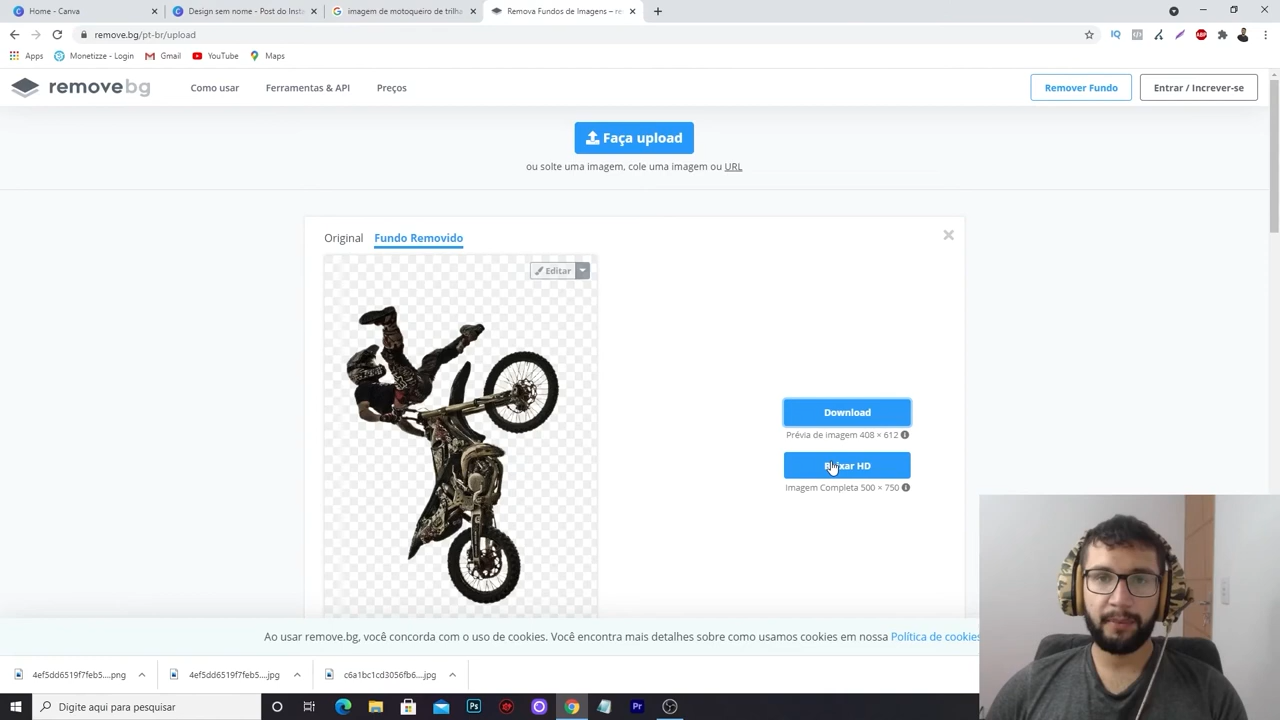 Home - Canva
Design sem nome - Post do Inst
imagem de motoqueiro de trilha
Remova Fundos de Imagens – re
remove.bg/pt-br/upload
Apps
Monetizze - Login
Gmail
YouTube
Maps
removebg
Como usar
Ferramentas & API
Preços
Remover Fundo
Entrar / Increver-se
Faça upload
ou solte uma imagem, cole uma imagem ou URL
Original
Fundo Removido
Editar
Download
Prévia de imagem 408 × 612
HD
Imagem Completa 500 × 750
Ao usar remove.bg, você concorda com o uso de cookies. Você encontra mais detalhes sobre como usamos cookies em nossa Política de cookies
4ef5dd6519f7feb5....png
4ef5dd6519f7feb5....jpg
c6a1bc1cd3056fb6....jpg
Digite aqui para pesquisar